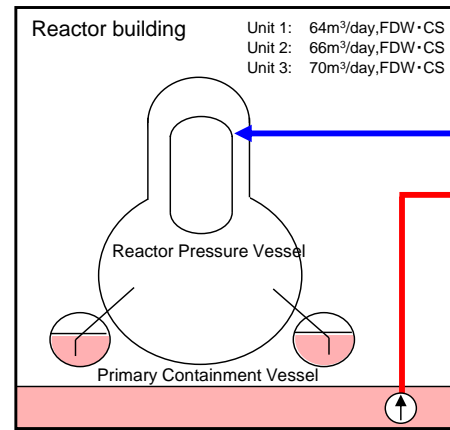 Reactor building
Unit 1: 64m³/day,FDW・CS
Unit 2: 66m³/day,FDW・CS
Unit 3: 70m³/day,FDW・CS
Reactor Pressure Vessel
Primary Containment Vessel